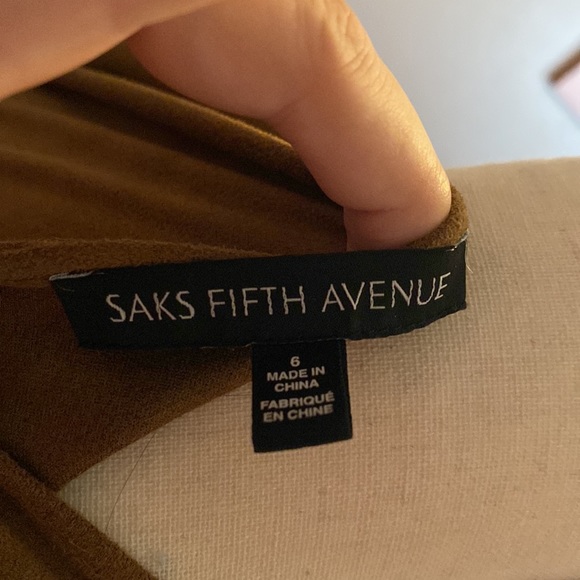 SAKS FIFTH AVENUE
6
MADE IN
CHINA
FABRIQUÉ
EN CHINE